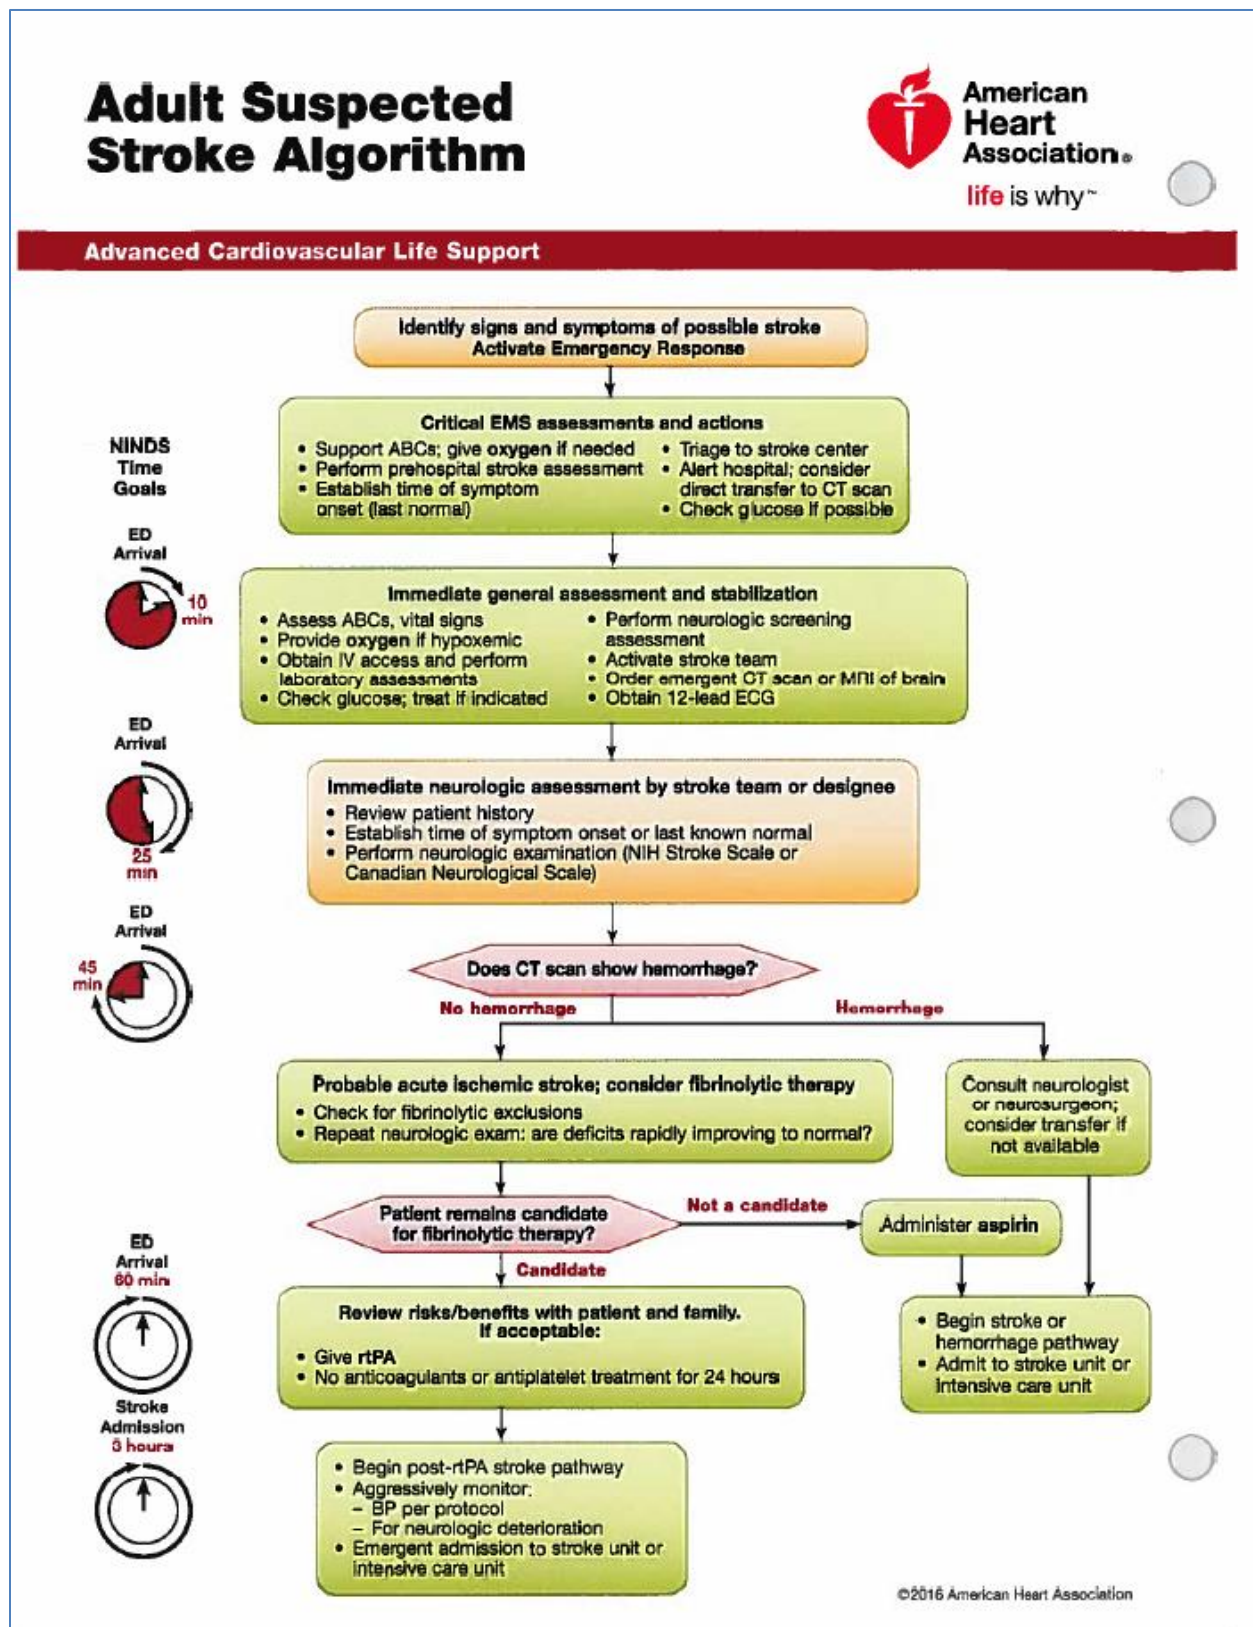 Adult Suspected
Stroke Algorithm
American
Heart
Association®
life is why™
Advanced Cardiovascular Life Support
Identify signs and symptoms of possible stroke
Activate Emergency Response
NINDS
Time
Goals
Critical EMS assessments and actions
• Support ABCs; give oxygen if needed
• Perform prehospital stroke assessment
• Establish time of symptom
onset (last normal)
• Triage to stroke center
• Alert hospital; consider
direct transfer to CT scan
• Check glucose if possible
ED
Arrival
10
min
Immediate general assessment and stabilization
• Assess ABCs, vital signs
• Provide oxygen if hypoxemic
• Obtain IV access and perform
laboratory assessments
• Check glucose; treat if indicated
• Perform neurologic screening
assessment
• Activate stroke team
• Order emergent CT scan or MRI of brain
• Obtain 12-lead ECG
ED
Arrival
25
min
Immediate neurologic assessment by stroke team or designee
• Review patient history
• Establish time of symptom onset or last known normal
• Perform neurologic examination (NIH Stroke Scale or
Canadian Neurological Scale)
ED
Arrival
45
min
Does CT scan show hemorrhage?
No hemorrhage
Hemorrhage
Probable acute ischemic stroke; consider fibrinolytic therapy
• Check for fibrinolytic exclusions
• Repeat neurologic exam: are deficits rapidly improving to normal?
Consult neurologist
or neurosurgeon;
consider transfer if
not available
Patient remains candidate
for fibrinolytic therapy?
Not a candidate
Administer aspirin
Candidate
ED
Arrival
60 min
Review risks/benefits with patient and family.
If acceptable:
• Give rtPA
• No anticoagulants or antiplatelet treatment for 24 hours
• Begin stroke or
hemorrhage pathway
• Admit to stroke unit or
intensive care unit
Stroke
Admission
3 hours
• Begin post-rtPA stroke pathway
• Aggressively monitor:
– BP per protocol
– For neurologic deterioration
• Emergent admission to stroke unit or
intensive care unit
©2016 American Heart Association